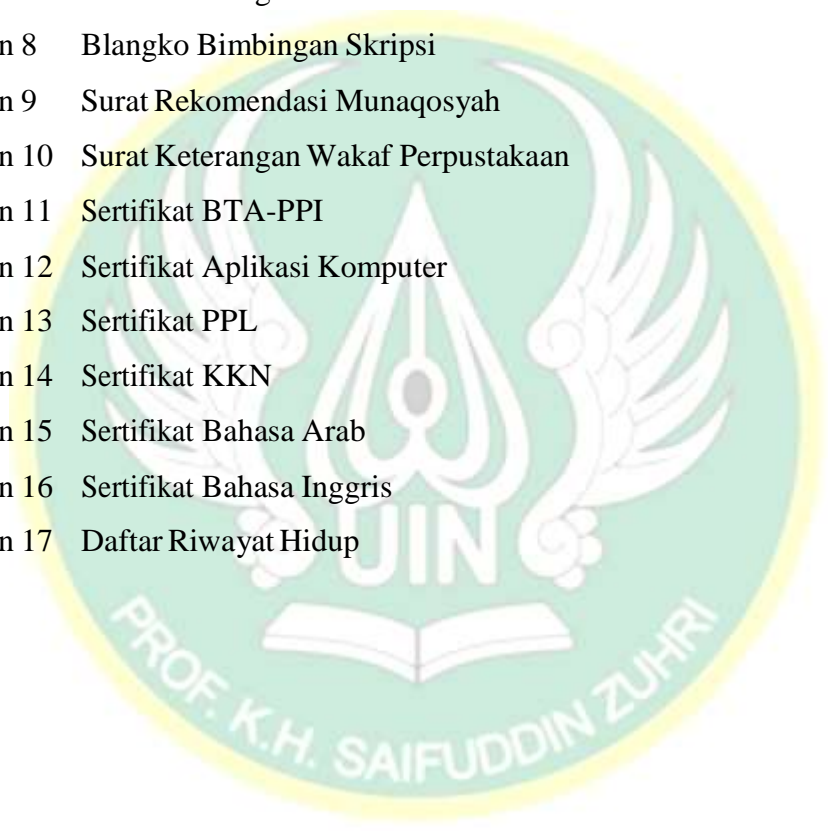 n 8 Blangko Bimbingan Skripsi
n 9 Surat Rekomendasi Munaqosyah
n 10 Surat Keterangan Wakaf Perpustakaan
n 11 Sertifikat BTA-PPI
n 12 Sertifikat Aplikasi Komputer
n 13 Sertifikat PPL
n 14 Sertifikat KKN
n 15 Sertifikat Bahasa Arab
n 16 Sertifikat Bahasa Inggris
n 17 Daftar Riwayat Hidup
UIN
PROF. K.H. SAIFUDDIN ZUHRI